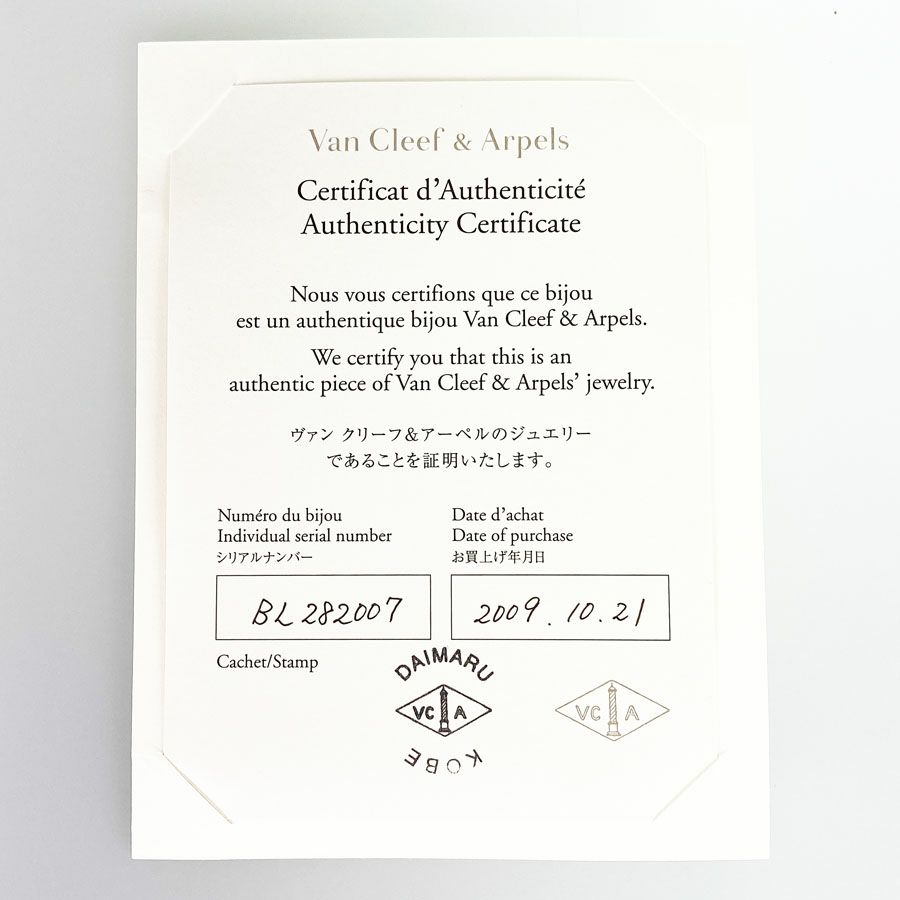 Van Cleef & Arpels
Certificat d'Authenticité
Authenticity Certificate
Nous vous certifions que ce bijou
est un authentique bijou Van Cleef & Arpels.
We certify you that this is an
authentic piece of Van Cleef & Arpels' jewelry.
ヴァン クリーフ&アーペルのジュエリー
であることを証明いたします。
Numéro du bijou
Individual serial number
シリアルナンバー
BL 282007
Date d'achat
Date of purchase
お買上げ年月日
2009.10.21
Cachet/Stamp
DAIMARU
VC A
KOBE
VC A